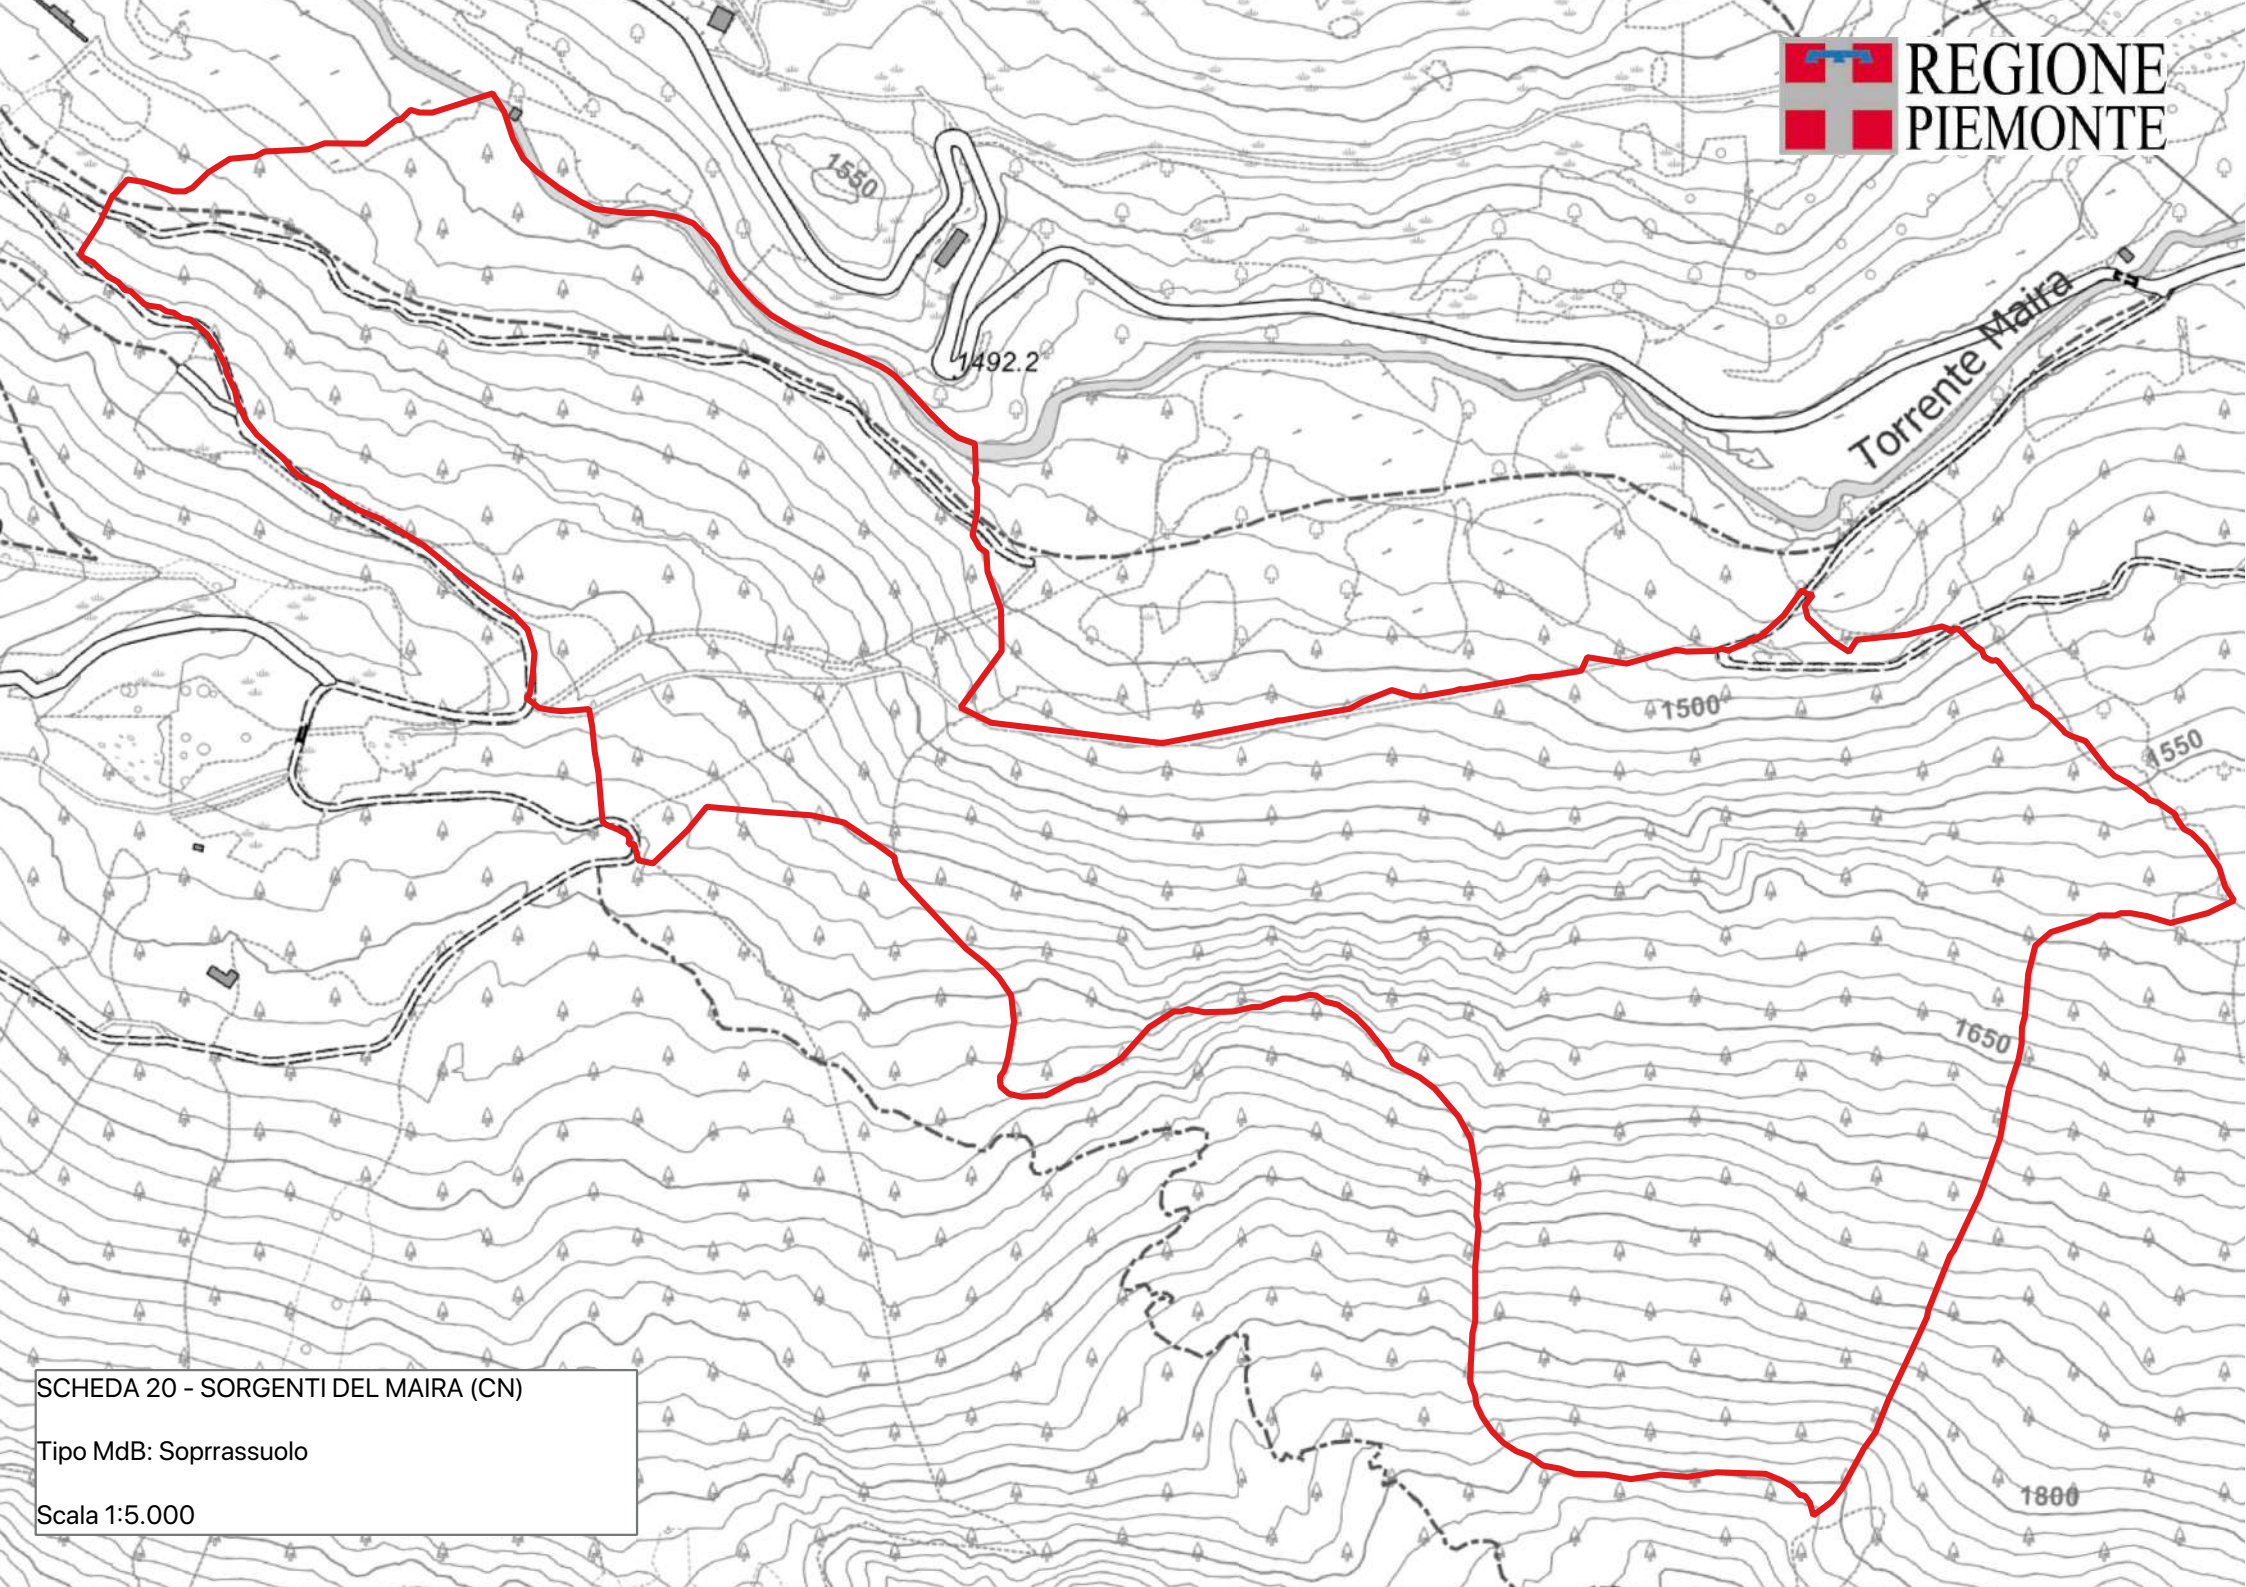 REGIONE
PIEMONTE
1550
Torrente Maira
1492.2
1500
1550
1650
1800
SCHEDA 20 - SORGENTI DEL MAIRA (CN)
Tipo MdB: Soprrassuolo
Scala 1:5.000